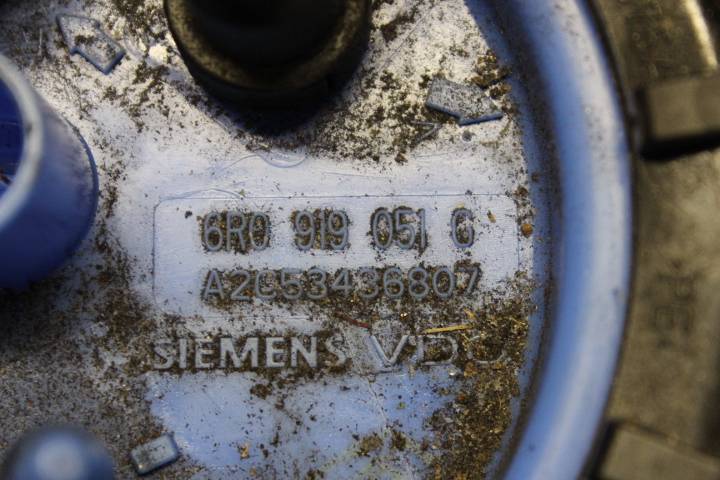 6R0 919 051 G
A2C53436807
SIEMENS VDO